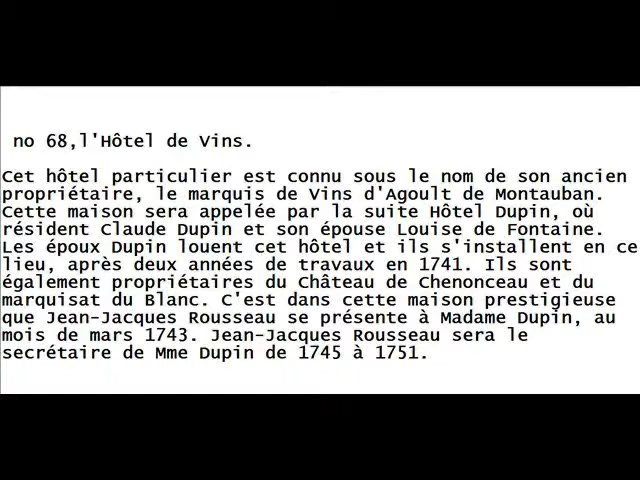 no 68,l'Hôtel de Vins.
Cet hôtel particulier est connu sous le nom de son ancien
propriétaire, le marquis de Vins d'Agoult de Montauban.
Cette maison sera appelée par la suite Hôtel Dupin, où
résident Claude Dupin et son épouse Louise de Fontaine.
Les époux Dupin louent cet hôtel et ils s'installent en ce
lieu, après deux années de travaux en 1741. Ils sont
également propriétaires du Château de Chenonceau et du
marquisat du Blanc. C'est dans cette maison prestigieuse
que Jean-Jacques Rousseau se présente à Madame Dupin, au
mois de mars 1743. Jean-Jacques Rousseau sera le
secrétaire de Mme Dupin de 1745 à 1751.